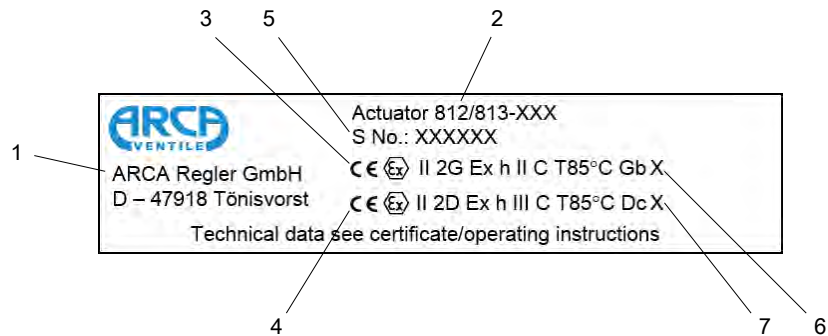 3 5 2
ARCA
VENTILE
Actuator 812/813-XXX
S No.: XXXXXX
1
ARCA Regler GmbH
D – 47918 Tönisvorst
CE Ex II 2G Ex h II C T85°C Gb X
CE Ex II 2D Ex h III C T85°C Dc X
Technical data see certificate/operating instructions
4 7 6